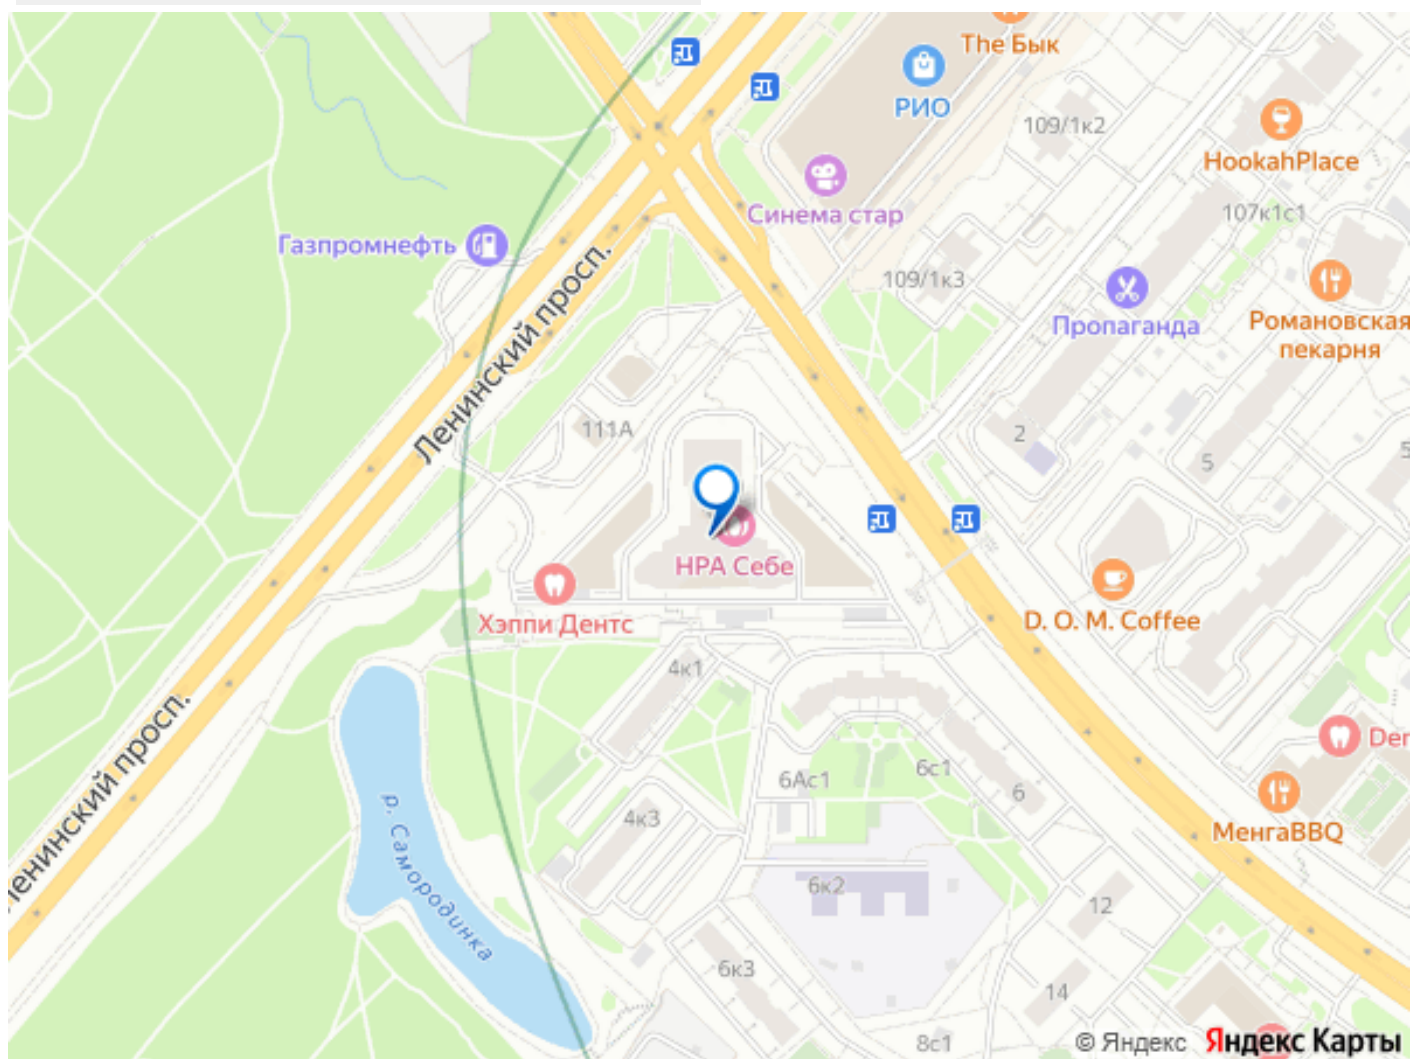 The Бык
РИО
109/1к2
HookahPlace
Синема стар
107к1с1
Газпромнефть
109/1к3
Пропаганда
Романовская
пекарня
Ленинский просп.
111А
2
5
НРА Себе
D. O. M. Coffee
Хэппи Дентс
4к1
Ленинский просп.
6Ас1
6с1
6
Der
МенгаBBQ
4к3
р. Самородинка
6к2
12
6к3
14
8с1
© Яндекс Яндекс Карты